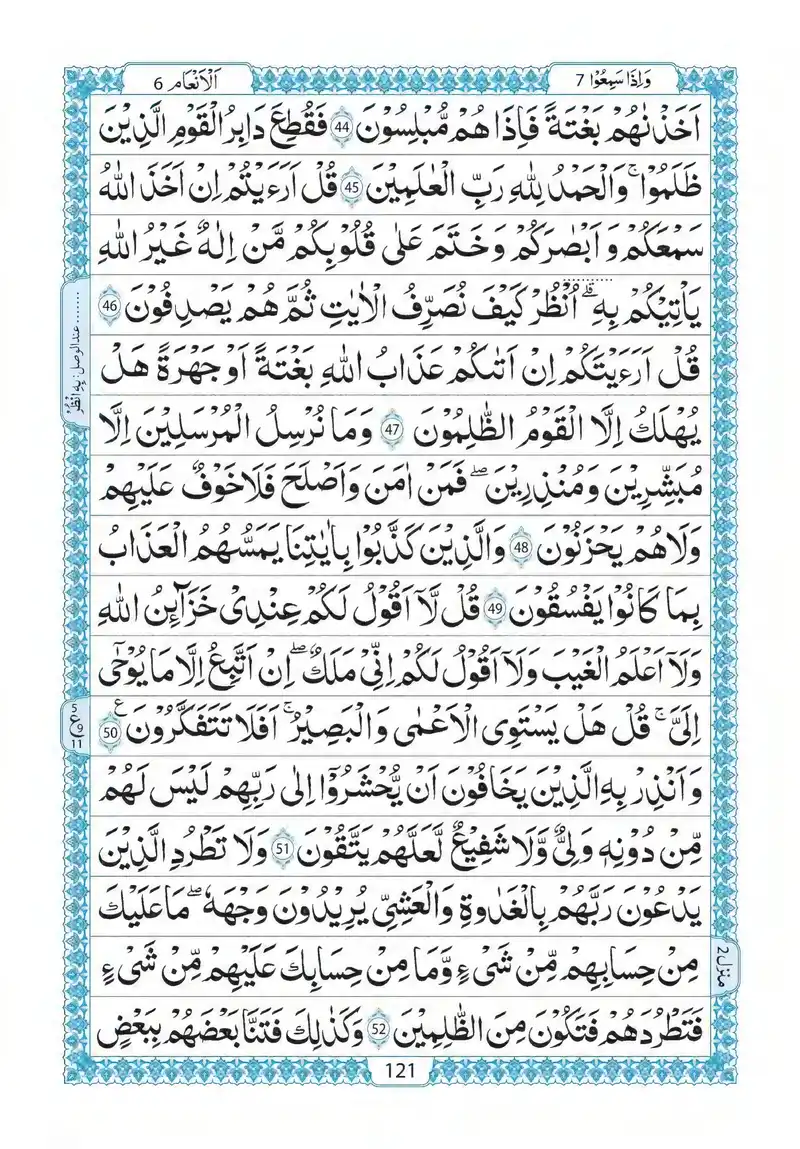 وَاِذَا سَمِعُوْا 7
اَلْاَنْعَام 6
اَخَذْنٰهُمْ بَغْتَةً فَاِذَا هُمْ مُّبْلِسُوْنَ 44 فَقُطِعَ دَابِرُ الْقَوْمِ الَّذِيْنَ
ظَلَمُوْا ۚ وَالْحَمْدُ لِلّٰهِ رَبِّ الْعٰلَمِيْنَ 45 قُلْ اَرَءَيْتُمْ اِنْ اَخَذَ اللّٰهُ
سَمْعَكُمْ وَاَبْصَارَكُمْ وَخَتَمَ عَلٰى قُلُوْبِكُمْ مَّنْ اِلٰهٌ غَيْرُ اللّٰهِ
يَاْتِيْكُمْ بِهٖ ۗ اُنْظُرْ كَيْفَ نُصَرِّفُ الْاٰيٰتِ ثُمَّ هُمْ يَصْدِفُوْنَ 46
قُلْ اَرَءَيْتَكُمْ اِنْ اَتٰىكُمْ عَذَابُ اللّٰهِ بَغْتَةً اَوْ جَهْرَةً هَلْ
يُهْلَكُ اِلَّا الْقَوْمُ الظّٰلِمُوْنَ 47 وَمَا نُرْسِلُ الْمُرْسَلِيْنَ اِلَّا
مُبَشِّرِيْنَ وَمُنْذِرِيْنَ ۖ فَمَنْ اٰمَنَ وَاَصْلَحَ فَلَا خَوْفٌ عَلَيْهِمْ
وَلَا هُمْ يَحْزَنُوْنَ 48 وَالَّذِيْنَ كَذَّبُوْا بِاٰيٰتِنَا يَمَسُّهُمُ الْعَذَابُ
بِمَا كَانُوْا يَفْسُقُوْنَ 49 قُلْ لَّآ اَقُوْلُ لَكُمْ عِنْدِيْ خَزَآئِنُ اللّٰهِ
وَلَآ اَعْلَمُ الْغَيْبَ وَلَآ اَقُوْلُ لَكُمْ اِنِّيْ مَلَكٌ ۖ اِنْ اَتَّبِعُ اِلَّا مَا يُوْحٰٓى
اِلَيَّ ۚ قُلْ هَلْ يَسْتَوِى الْاَعْمٰى وَالْبَصِيْرُ ۚ اَفَلَا تَتَفَكَّرُوْنَ 50 ع
وَاَنْذِرْ بِهِ الَّذِيْنَ يَخَافُوْنَ اَنْ يُّحْشَرُوْٓا اِلٰى رَبِّهِمْ لَيْسَ لَهُمْ
مِّنْ دُوْنِهٖ وَلِيٌّ وَّلَا شَفِيْعٌ لَّعَلَّهُمْ يَتَّقُوْنَ 51 وَلَا تَطْرُدِ الَّذِيْنَ
يَدْعُوْنَ رَبَّهُمْ بِالْغَدٰوةِ وَالْعَشِيِّ يُرِيْدُوْنَ وَجْهَهٗ ۖ مَا عَلَيْكَ
مِنْ حِسَابِهِمْ مِّنْ شَيْءٍ وَّمَا مِنْ حِسَابِكَ عَلَيْهِمْ مِّنْ شَيْءٍ
فَتَطْرُدَهُمْ فَتَكُوْنَ مِنَ الظّٰلِمِيْنَ 52 وَكَذٰلِكَ فَتَنَّا بَعْضَهُمْ بِبَعْضٍ
عند الوصل: بِهِ انْظُرْ
5 ع 9 11
منزل 2
121